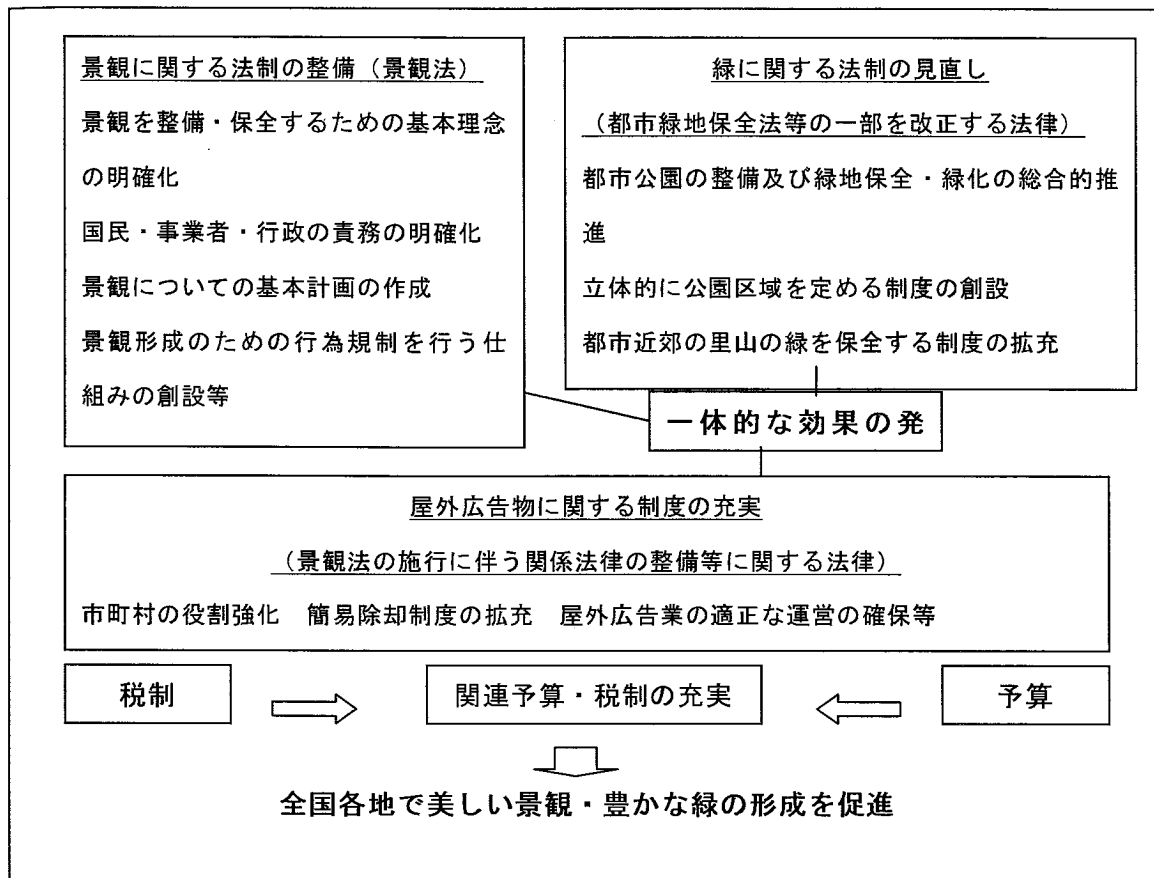 景観に関する法制の整備（景観法）
景観を整備・保全するための基本理念
の明確化
国民・事業者・行政の責務の明確化
景観についての基本計画の作成
景観形成のための行為規制を行う仕
組みの創設等
緑に関する法制の見直し
（都市緑地保全法等の一部を改正する法律）
都市公園の整備及び緑地保全・緑化の総合的推
進
立体的に公園区域を定める制度の創設
都市近郊の里山の緑を保全する制度の拡充
一体的な効果の発
屋外広告物に関する制度の充実
（景観法の施行に伴う関係法律の整備等に関する法律）
市町村の役割強化　簡易除却制度の拡充　屋外広告業の適正な運営の確保等
税制
関連予算・税制の充実
予算
全国各地で美しい景観・豊かな緑の形成を促進